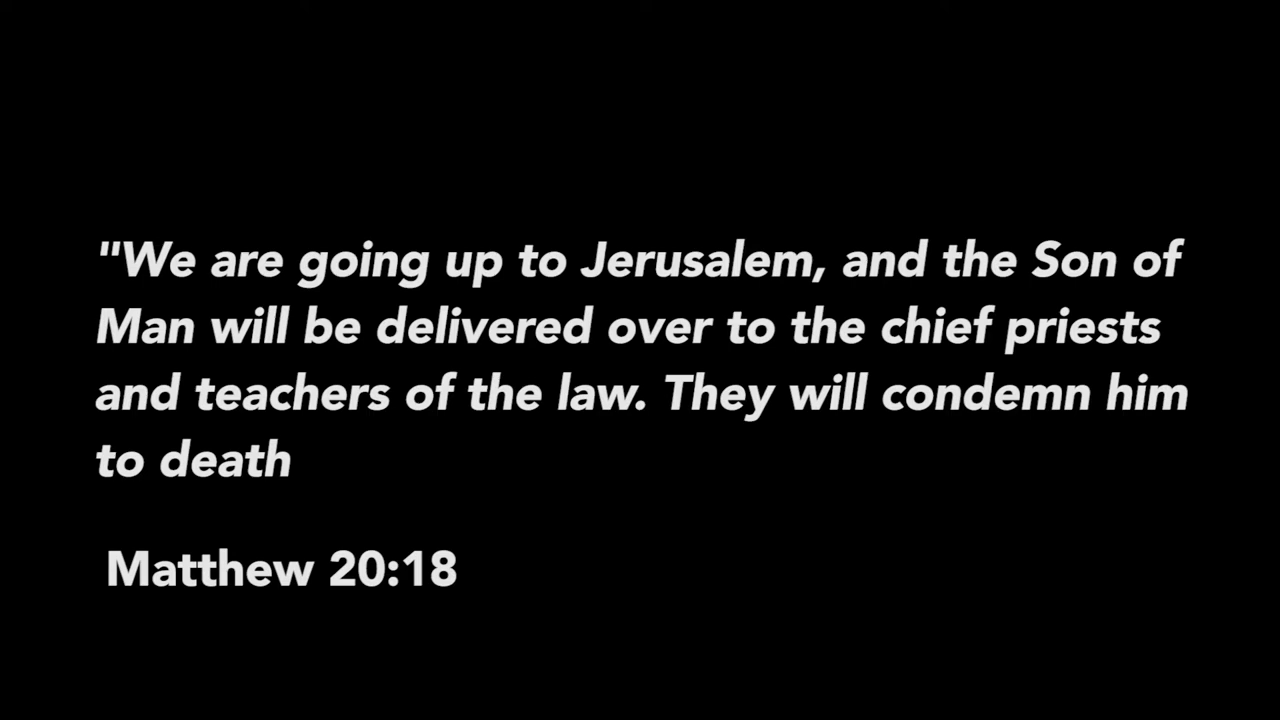 "We are going up to Jerusalem, and the Son of
Man will be delivered over to the chief priests
and teachers of the law. They will condemn him
to death
Matthew 20:18